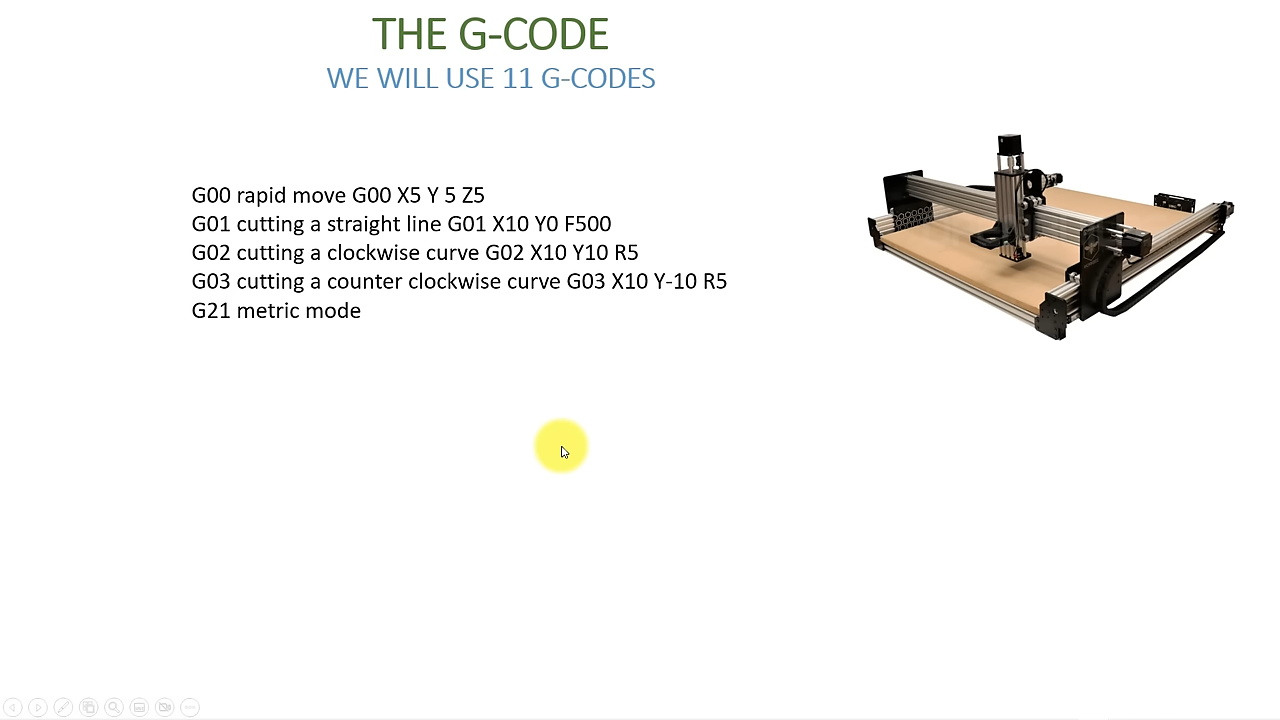 THE G-CODE
WE WILL USE 11 G-CODES
G00 rapid move G00 X5 Y 5 Z5
G01 cutting a straight line G01 X10 Y0 F500
G02 cutting a clockwise curve G02 X10 Y10 R5
G03 cutting a counter clockwise curve G03 X10 Y-10 R5
G21 metric mode